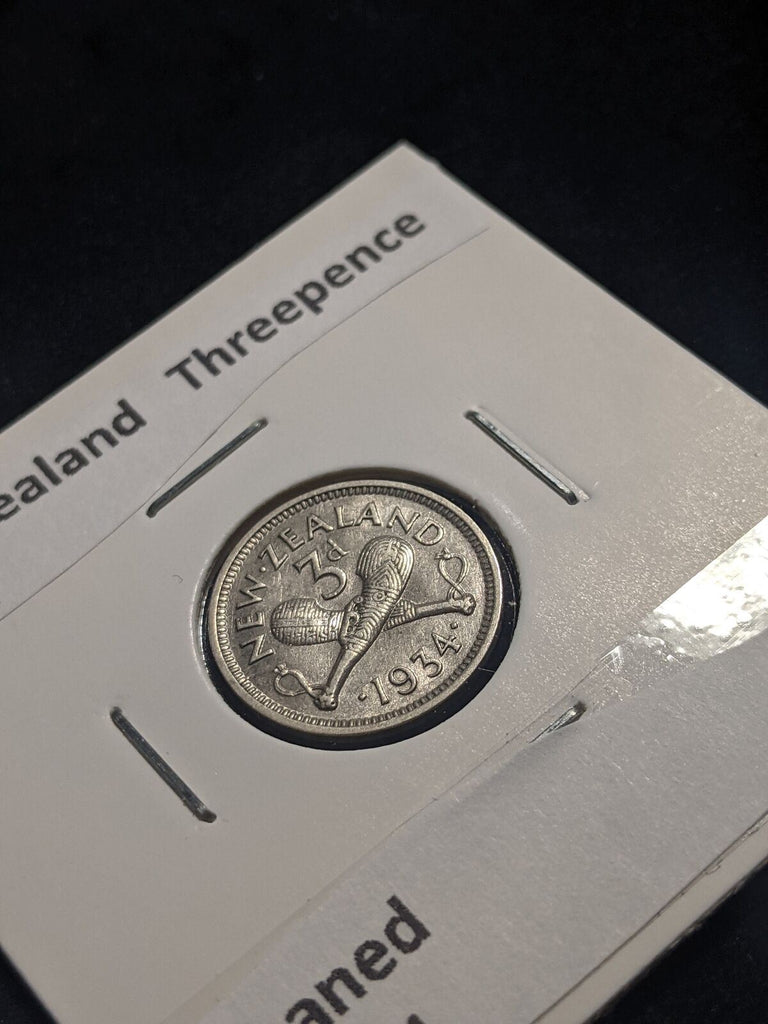 ealand Threepence
NEW·ZEALAND
3d
·1934·
aned